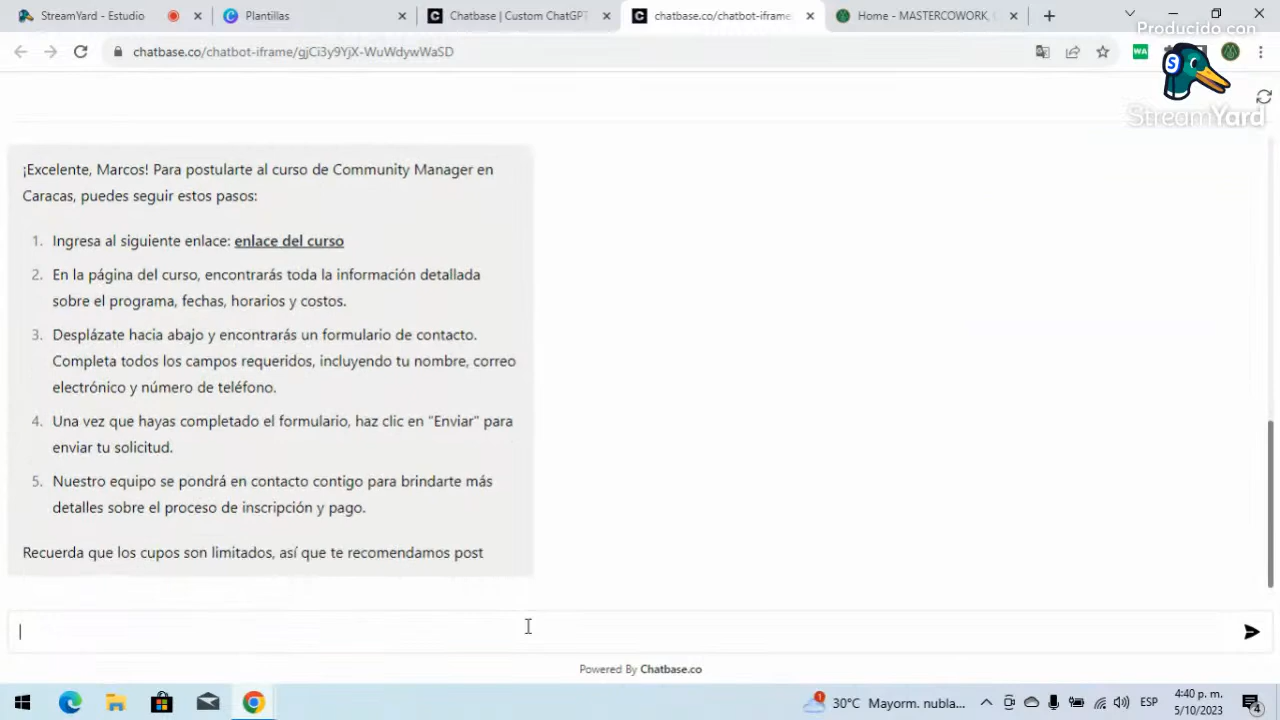 StreamYard - Estudio
Plantillas
Chatbase | Custom ChatGPT
chatbase.co/chatbot-iframe
Home - MASTERCOWORK,
Producido con
chatbase.co/chatbot-iframe/gjCi3y9YjX-WuWdywWaSD
WA
S
StreamYard
¡Excelente, Marcos! Para postularte al curso de Community Manager en
Caracas, puedes seguir estos pasos:
1. Ingresa al siguiente enlace: enlace del curso
2. En la página del curso, encontrarás toda la información detallada
sobre el programa, fechas, horarios y costos.
3. Desplázate hacia abajo y encontrarás un formulario de contacto.
Completa todos los campos requeridos, incluyendo tu nombre, correo
electrónico y número de teléfono.
4. Una vez que hayas completado el formulario, haz clic en "Enviar" para
enviar tu solicitud.
5. Nuestro equipo se pondrá en contacto contigo para brindarte más
detalles sobre el proceso de inscripción y pago.
Recuerda que los cupos son limitados, así que te recomendamos post
Powered By Chatbase.co
1
30°C Mayorm. nubla...
ESP
4:40 p. m.
5/10/2023
4